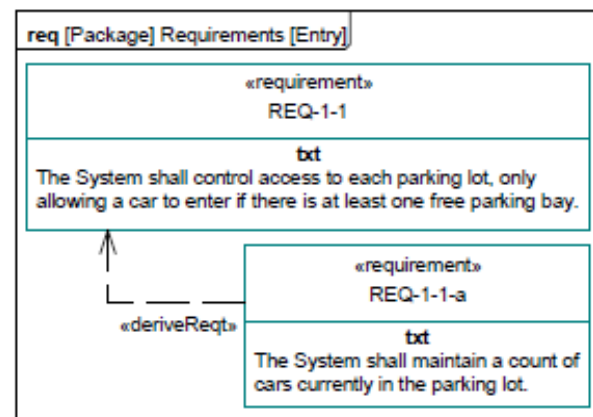 req [Package] Requirements [Entry]
«requirement»
REQ-1-1
txt
The System shall control access to each parking lot, only
allowing a car to enter if there is at least one free parking bay.
«requirement»
REQ-1-1-a
«deriveReqt»
txt
The System shall maintain a count of
cars currently in the parking lot.